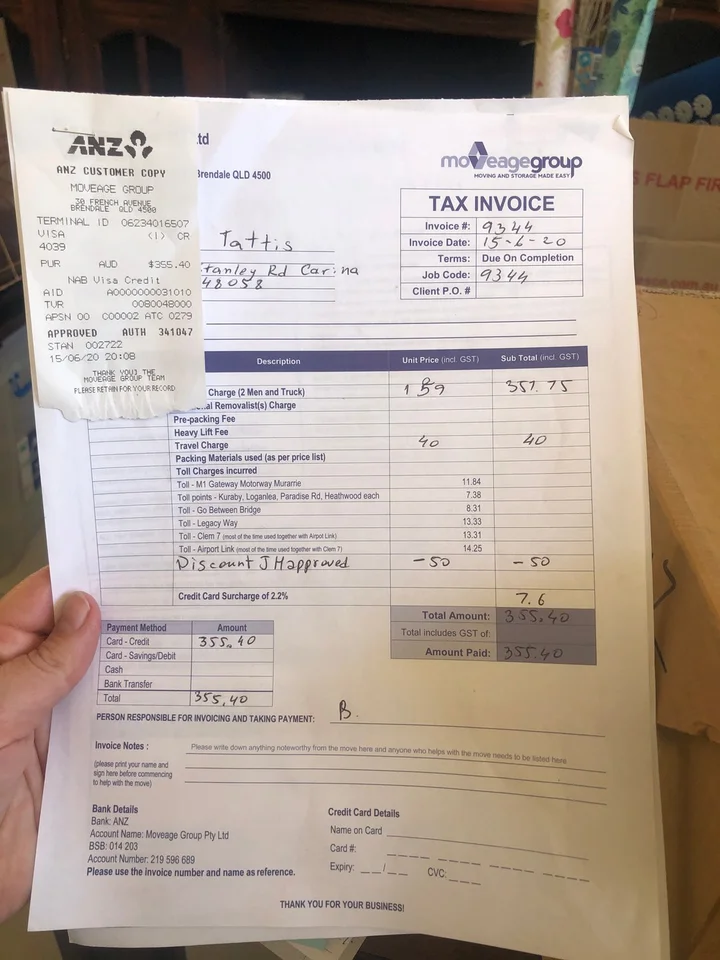 ANZ
ANZ CUSTOMER COPY
MOVEAGE GROUP
30 FRENCH AVENUE
BRENDALE QLD 4500
TERMINAL ID 06234016507
VISA (1) CR
4039
PUR AUD $355.40
NAB Visa Credit
AID A0000000031010
TVR 0080048000
APSN 00 C00002 ATC 0279
APPROVED AUTH 341047
STAN 002722
15/06/20 20:08
THANK YOU! THE
MOVEAGE GROUP TEAM
PLEASE RETAIN FOR YOUR RECORD
td
Brendale QLD 4500
moveagegroup
MOVING AND STORAGE MADE EASY
TAX INVOICE
Invoice #: 9344
Invoice Date: 15-6-20
Terms: Due On Completion
Job Code: 9344
Client P.O. #
Tattis
Stanley Rd Carina
48058
Description Unit Price (incl. GST) Sub Total (incl. GST)
Charge (2 Men and Truck) 159 357.75
al Removalist(s) Charge
Pre-packing Fee
Heavy Lift Fee
Travel Charge 40 40
Packing Materials used (as per price list)
Toll Charges incurred
Toll - M1 Gateway Motorway Murarrie 11.84
Toll points - Kuraby, Loganlea, Paradise Rd, Heathwood each 7.38
Toll - Go Between Bridge 8.31
Toll - Legacy Way 13.33
Toll - Clem 7 (most of the time used together with Airpot Link) 13.31
Toll - Airport Link (most of the time used together with Clem 7) 14.25
Discount JH approved -50 -50
Credit Card Surcharge of 2.2% 7.6
Total Amount: 355.40
Total includes GST of:
Amount Paid: 355.40
Payment Method Amount
Card - Credit 355.40
Card - Savings/Debit
Cash
Bank Transfer
Total 355.40
PERSON RESPONSIBLE FOR INVOICING AND TAKING PAYMENT: B.
Invoice Notes : Please write down anything noteworthy from the move here and anyone who helps with the move needs to be listed here
(please print your name and
sign here before commencing
to help with the move)
Bank Details
Bank: ANZ
Account Name: Moveage Group Pty Ltd
BSB: 014 203
Account Number: 219 596 689
Please use the invoice number and name as reference.
Credit Card Details
Name on Card
Card #:
Expiry: __/__ CVC:
THANK YOU FOR YOUR BUSINESS!
S FLAP FIR